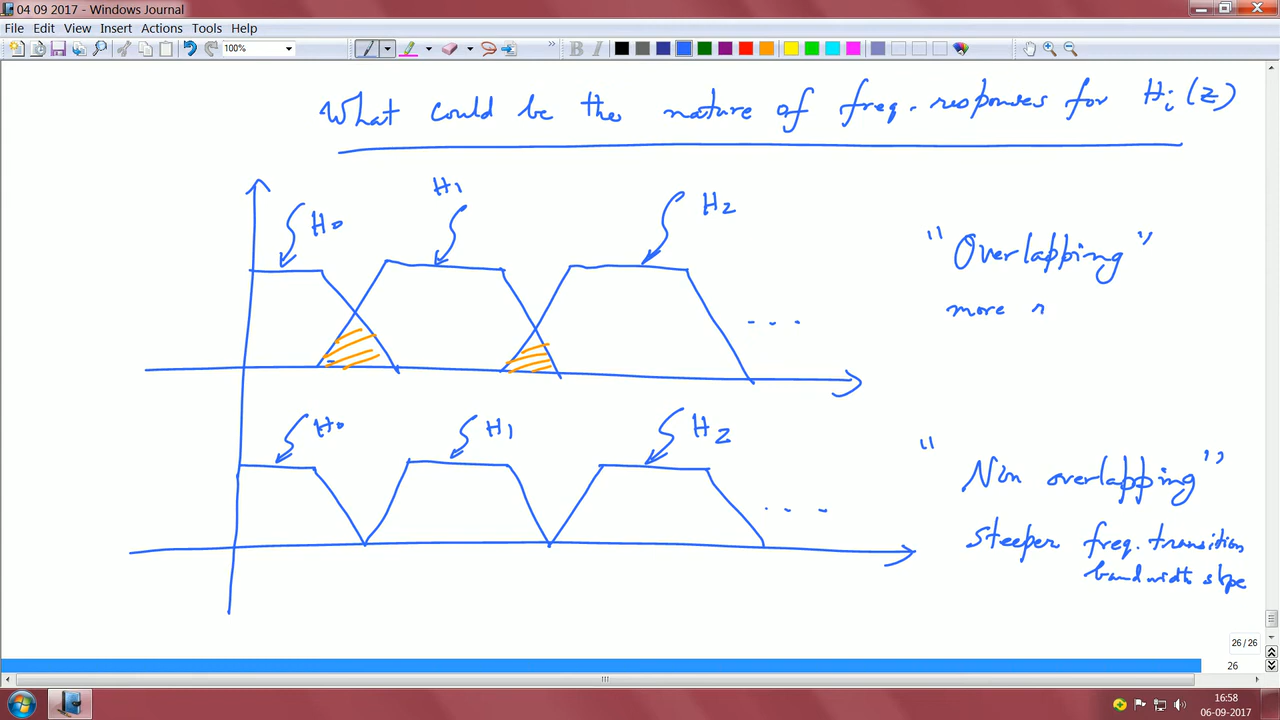 04 09 2017 - Windows Journal
File Edit View Insert Actions Tools Help
100%
B I
What could be the nature of freq. responses for Hi(z)
H0
H1
H2
"Overlapping"
more r
...
H0
H1
H2
"Non overlapping"
steeper freq. transition
bandwidth slope
...
26/26
26
16:58
06-09-2017